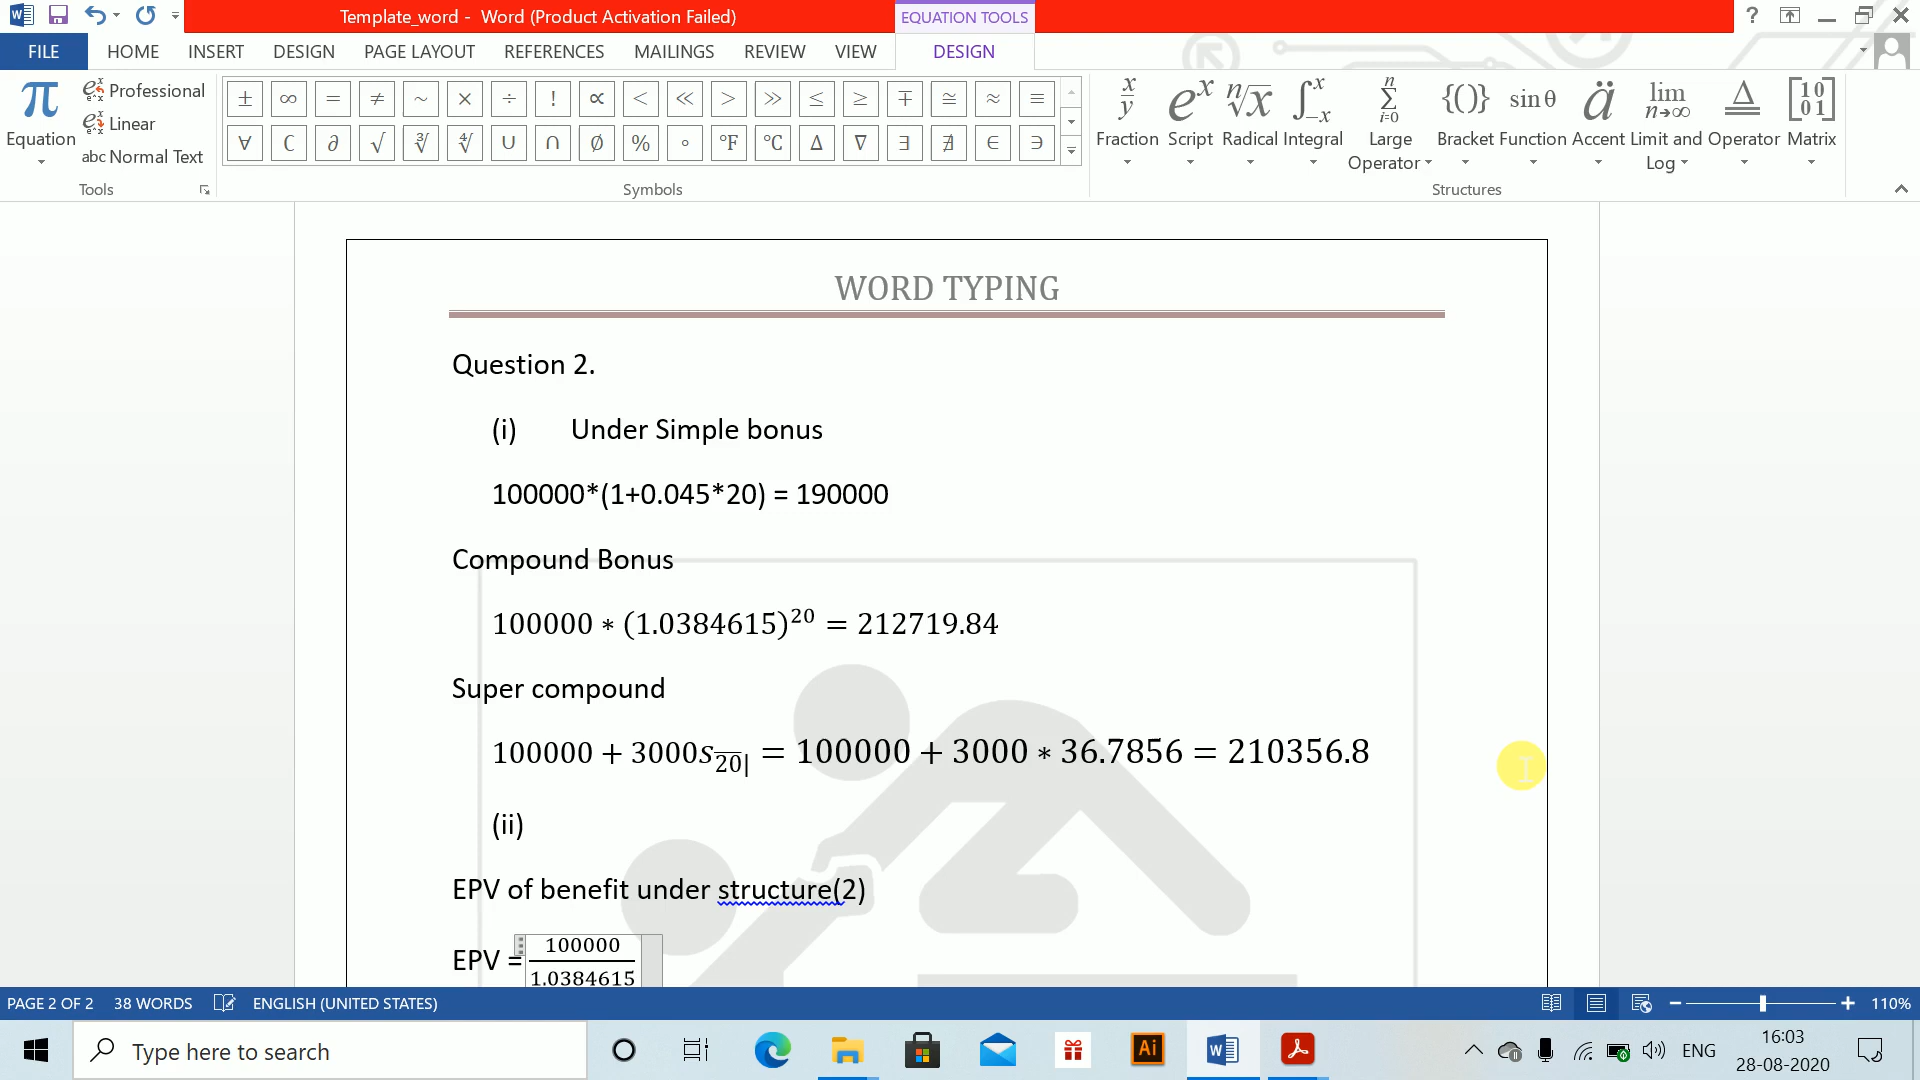 Template_word - Word (Product Activation Failed)
EQUATION TOOLS
?
FILE HOME INSERT DESIGN PAGE LAYOUT REFERENCES MAILINGS REVIEW VIEW DESIGN
π Equation
Professional
Linear
abc Normal Text
Tools
± ∞ = ≠ ~ × ÷ ! ∝ < ≪ > ≫ ≤ ≥ ∓ ≅ ≈ ≡
∀ ∁ ∂ √ ∛ ∜ ∪ ∩ ∅ % ° °F °C ∆ ∇ ∃ ∄ ∈ ∋
Symbols
Fraction Script Radical Integral Large Operator Bracket Function Accent Limit and Log Operator Matrix
Structures
WORD TYPING
Question 2.
(i) Under Simple bonus
100000*(1+0.045*20) = 190000
Compound Bonus
100000 ∗ (1.0384615)^20 = 212719.84
Super compound
100000 + 3000s_20| = 100000 + 3000 ∗ 36.7856 = 210356.8
(ii)
EPV of benefit under structure(2)
EPV = 100000
1.0384615
PAGE 2 OF 2 38 WORDS ENGLISH (UNITED STATES) 110%
Type here to search
Ai
ENG
16:03
28-08-2020